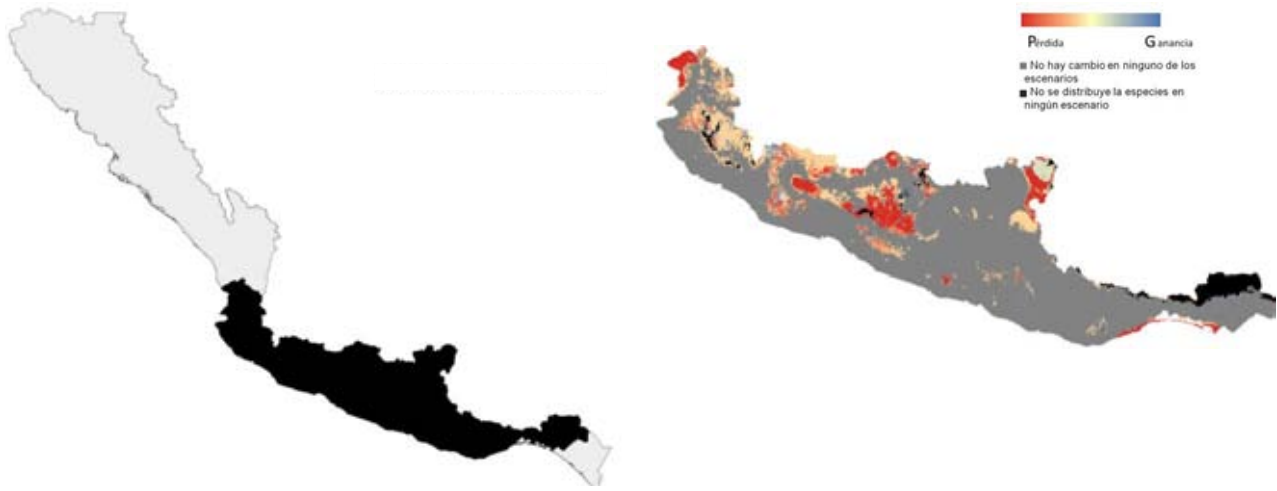 Pérdida Ganancia
No hay cambio en ninguno de los
escenarios
No se distribuye la especies en
ningún escenario